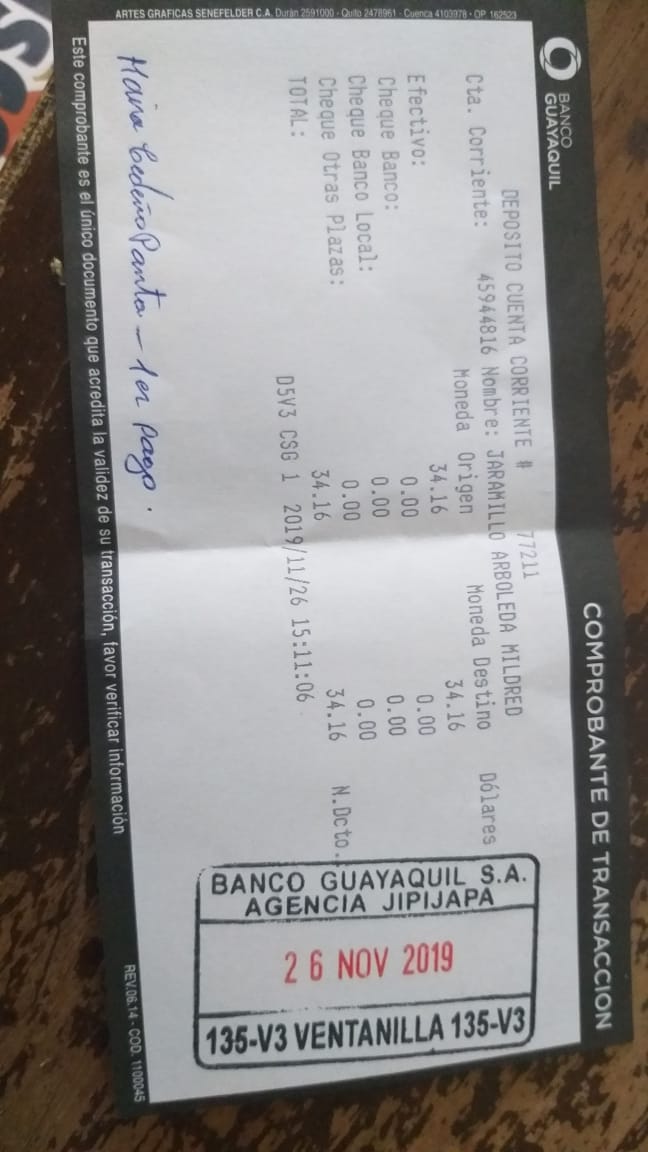 BANCO
GUAYAQUIL
COMPROBANTE DE TRANSACCION
DEPOSITO CUENTA CORRIENTE # 77211
Cta. Corriente: 45944816 Nombre: JARAMILLO ARBOLEDA MILDRED
Moneda Origen Moneda Destino Dólares
Efectivo: 34.16 34.16
Cheque Banco: 0.00 0.00
Cheque Banco Local: 0.00 0.00
Cheque Otras Plazas: 0.00 0.00 N.Dcto.
TOTAL: 34.16 34.16
D5V3 CSG 1 2019/11/26 15:11:06
BANCO GUAYAQUIL S.A.
AGENCIA JIPIJAPA
26 NOV 2019
135-V3 VENTANILLA 135-V3
Maria Cedeño Panta - 1er pago.
Este comprobante es el único documento que acredita la validez de su transacción, favor verificar información
REV.06.14 - COD. 1100045
ARTES GRAFICAS SENEFELDER C.A. Durán 2591000 - Quito 2478961 - Cuenca 4103978 - OP. 162523